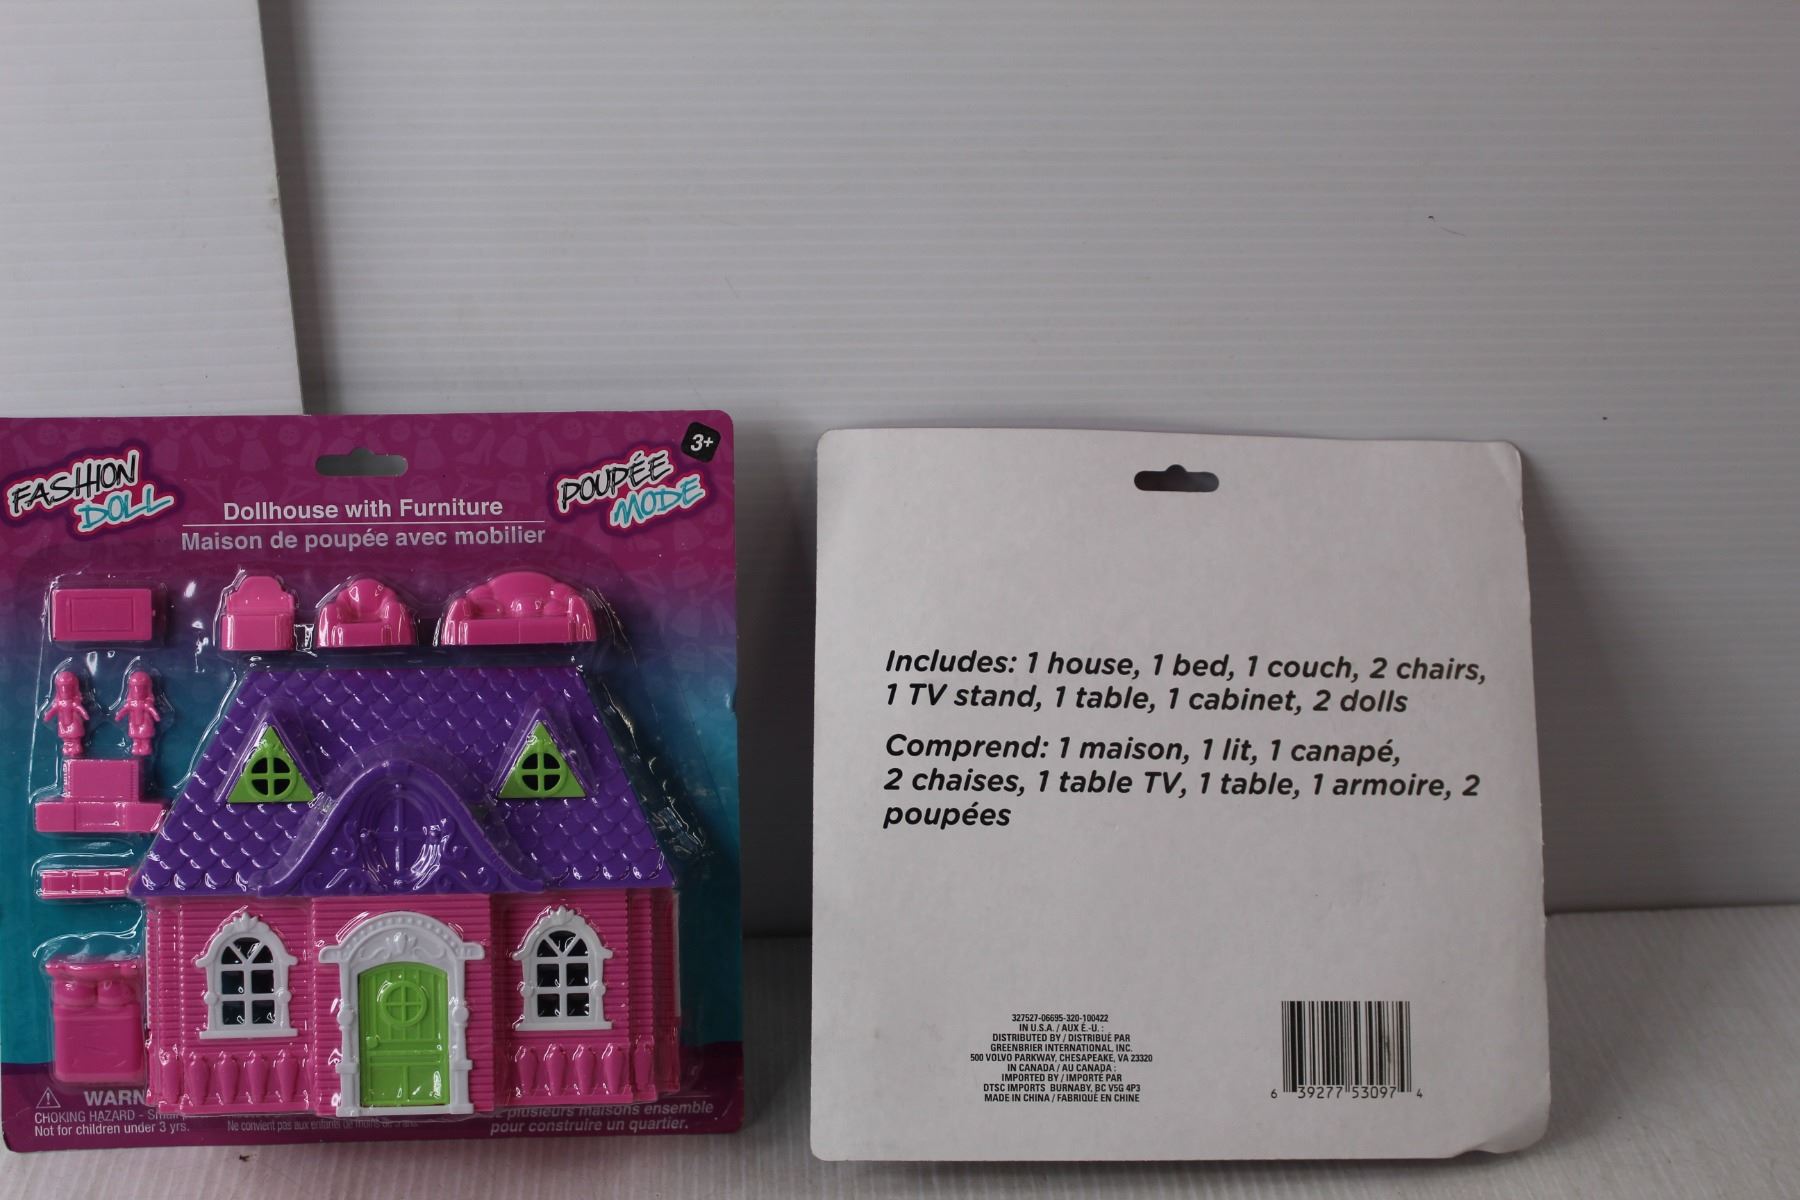 FASHION
DOLL
POUPÉE
MODE
3+
Dollhouse with Furniture
Maison de poupée avec mobilier
WARN
CHOKING HAZARD - Small
Not for children under 3 yrs.
Ne convient pas aux enfants de moins de 3 ans.
plusieurs maisons ensemble
pour construire un quartier.
Includes: 1 house, 1 bed, 1 couch, 2 chairs,
1 TV stand, 1 table, 1 cabinet, 2 dolls
Comprend: 1 maison, 1 lit, 1 canapé,
2 chaises, 1 table TV, 1 table, 1 armoire, 2
poupées
327527-06695-320-100422
IN U.S.A. / AUX É.-U. :
DISTRIBUTED BY / DISTRIBUÉ PAR
GREENBRIER INTERNATIONAL, INC.
500 VOLVO PARKWAY, CHESAPEAKE, VA 23320
IN CANADA / AU CANADA :
IMPORTED BY / IMPORTÉ PAR
DTSC IMPORTS BURNABY, BC V5G 4P3
MADE IN CHINA / FABRIQUÉ EN CHINE
6 39277 53097 4